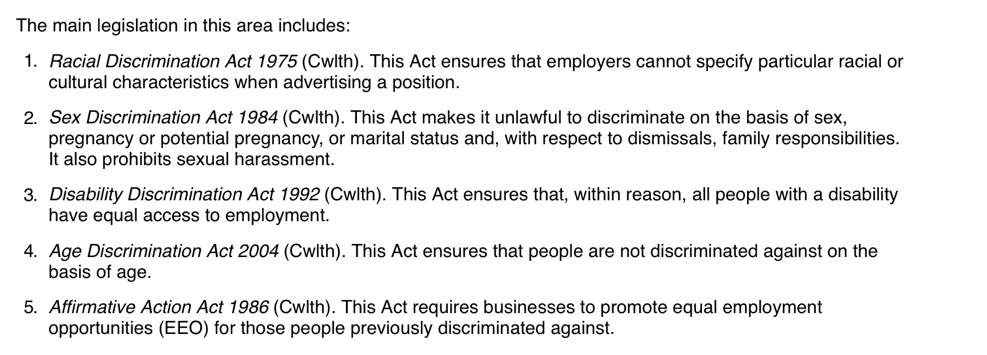 The main legislation in this area includes:
1. Racial Discrimination Act 1975 (Cwlth). This Act ensures that employers cannot specify particular racial or
cultural characteristics when advertising a position.
2. Sex Discrimination Act 1984 (Cwlth). This Act makes it unlawful to discriminate on the basis of sex,
pregnancy or potential pregnancy, or marital status and, with respect to dismissals, family responsibilities.
It also prohibits sexual harassment.
3. Disability Discrimination Act 1992 (Cwlth). This Act ensures that, within reason, all people with a disability
have equal access to employment.
4. Age Discrimination Act 2004 (Cwlth). This Act ensures that people are not discriminated against on the
basis of age.
5. Affirmative Action Act 1986 (Cwlth). This Act requires businesses to promote equal employment
opportunities (EEO) for those people previously discriminated against.